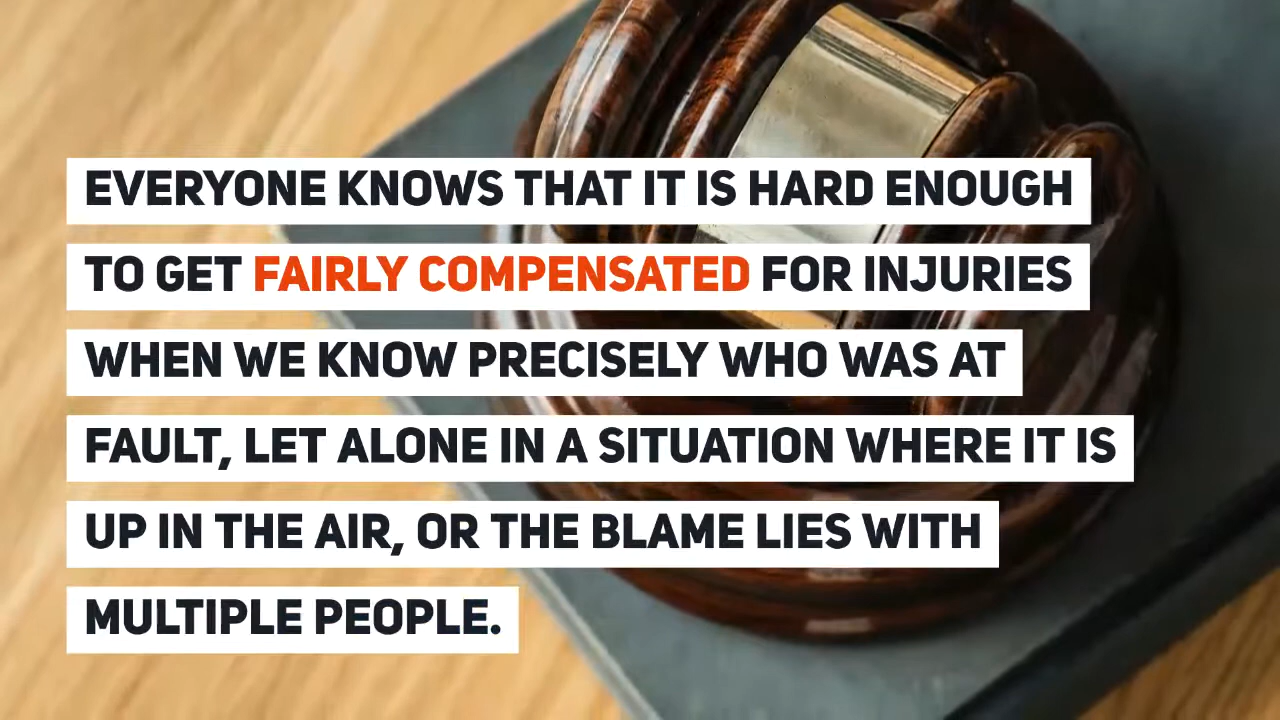 EVERYONE KNOWS THAT IT IS HARD ENOUGH
TO GET FAIRLY COMPENSATED FOR INJURIES
WHEN WE KNOW PRECISELY WHO WAS AT
FAULT, LET ALONE IN A SITUATION WHERE IT IS
UP IN THE AIR, OR THE BLAME LIES WITH
MULTIPLE PEOPLE.